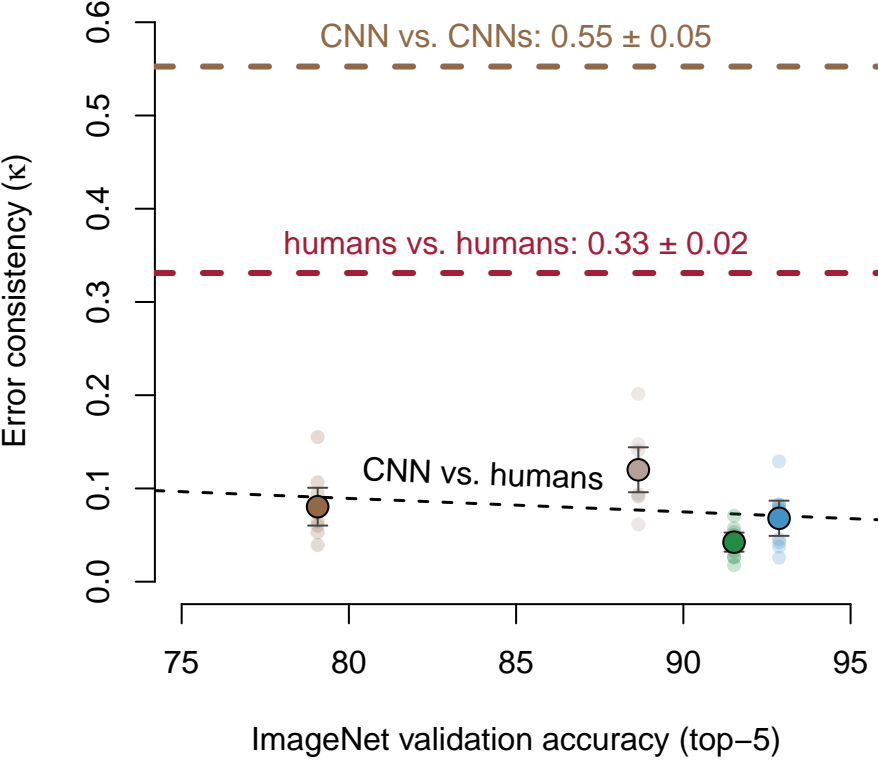 CNN vs. CNNs: 0.55 ± 0.05
humans vs. humans: 0.33 ± 0.02
CNN vs. humans
Error consistency (κ)
0.6
0.5
0.4
0.3
0.2
0.1
0.0
75 80 85 90 95
ImageNet validation accuracy (top−5)